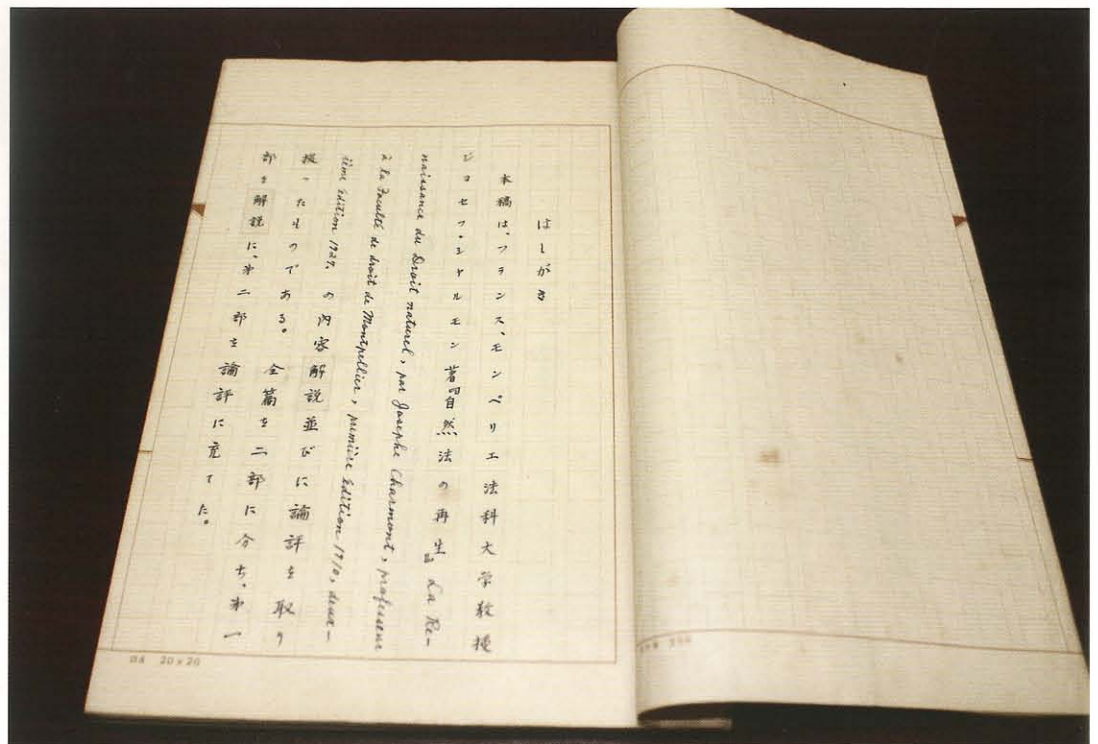 はしがき
本稿は、フランス、モンペリエ法科大学教授
ジョセフ・シャルモン著『自然法の再生』La Re-
naissance du Droit naturel, par Josephe Charmont, professeur
à la Faculté de droit de Montpellier, première édition 1910, deux-
ième édition 1927. の内容解説並びに論評を取り
扱ったものである。 全篇を二部に分ち、第一
部を解説に、第二部を論評に充てた。
20×20